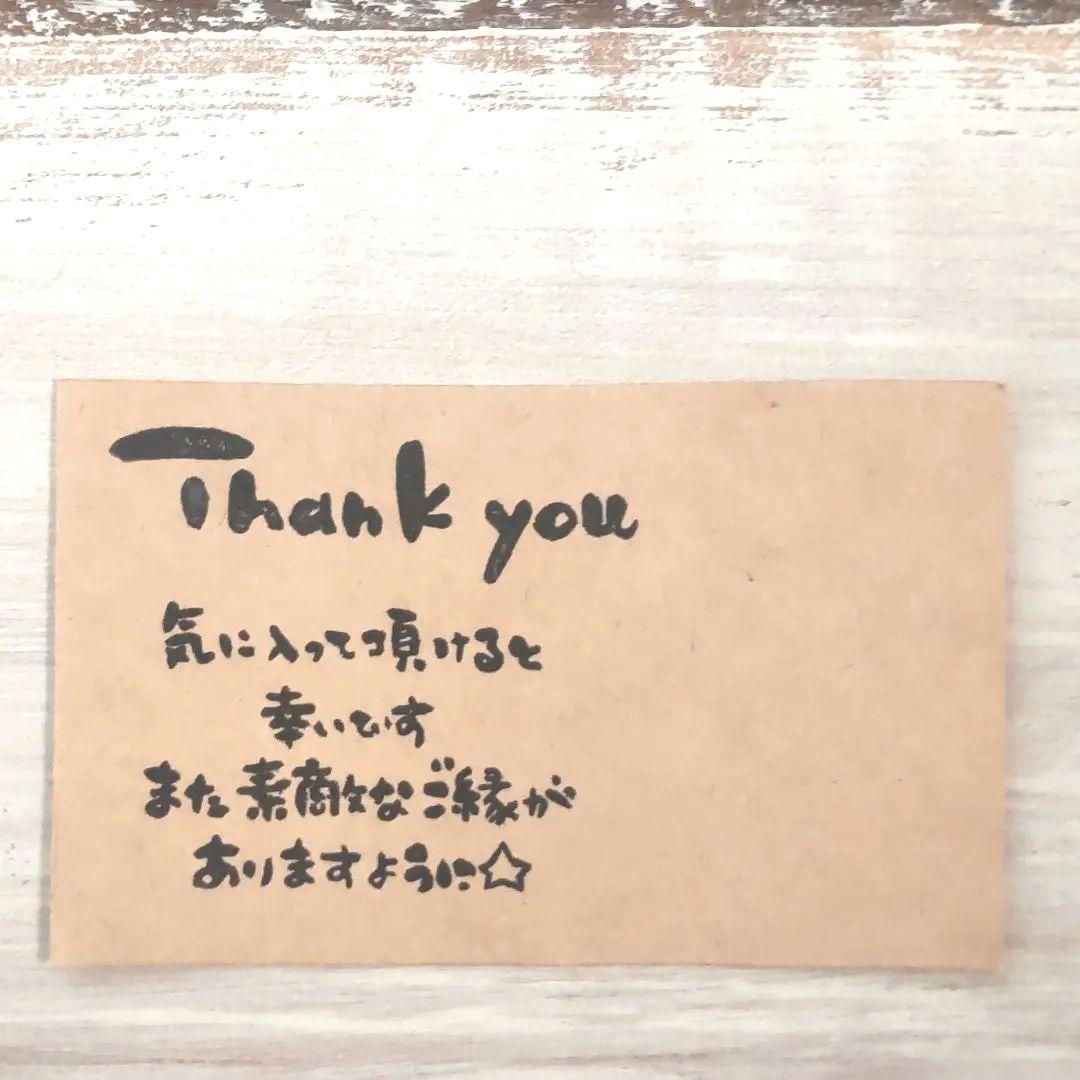 Thank you
気に入って頂けると
幸いです
また素敵なご縁が
ありますように☆